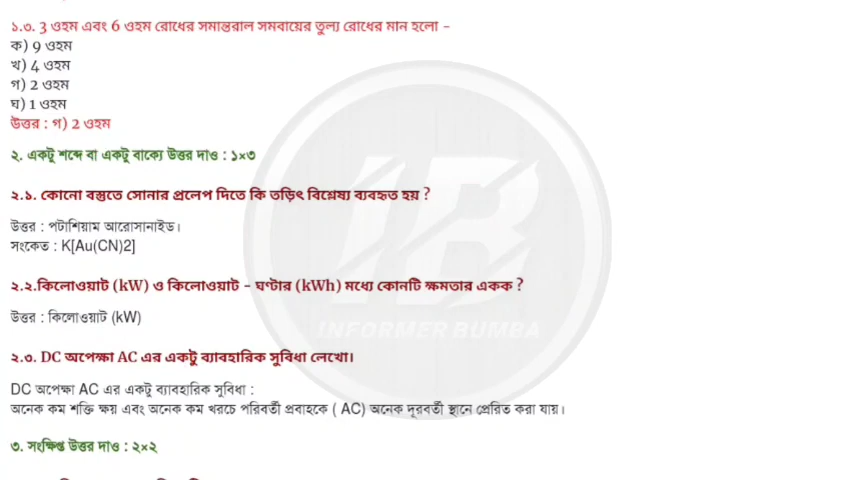 ১.৩. 3 ওহম এবং 6 ওহম রোধের সমান্তরাল সমবায়ের তুল্য রোধের মান হলো –
ক) 9 ওহম
খ) 4 ওহম
গ) 2 ওহম
ঘ) 1 ওহম
উত্তর : গ) 2 ওহম
২. একটু শব্দে বা একটু বাক্যে উত্তর দাও : ১×৩
২.১. কোনো বস্তুতে সোনার প্রলেপ দিতে কি তড়িৎ বিশ্লেষ্য ব্যবহৃত হয় ?
উত্তর : পটাশিয়াম আরোসানাইড।
সংকেত : K[Au(CN)2]
২.২.কিলোওয়াট (kW) ও কিলোওয়াট – ঘণ্টার (kWh) মধ্যে কোনটি ক্ষমতার একক ?
উত্তর : কিলোওয়াট (kW)
২.৩. DC অপেক্ষা AC এর একটু ব্যাবহারিক সুবিধা লেখো।
DC অপেক্ষা AC এর একটু ব্যাবহারিক সুবিধা :
অনেক কম শক্তি ক্ষয় এবং অনেক কম খরচে পরিবর্তী প্রবাহকে ( AC) অনেক দূরবর্তী স্থানে প্রেরিত করা যায়।
৩. সংক্ষিপ্ত উত্তর দাও : ২×২
IB
INFORMER BUMBA